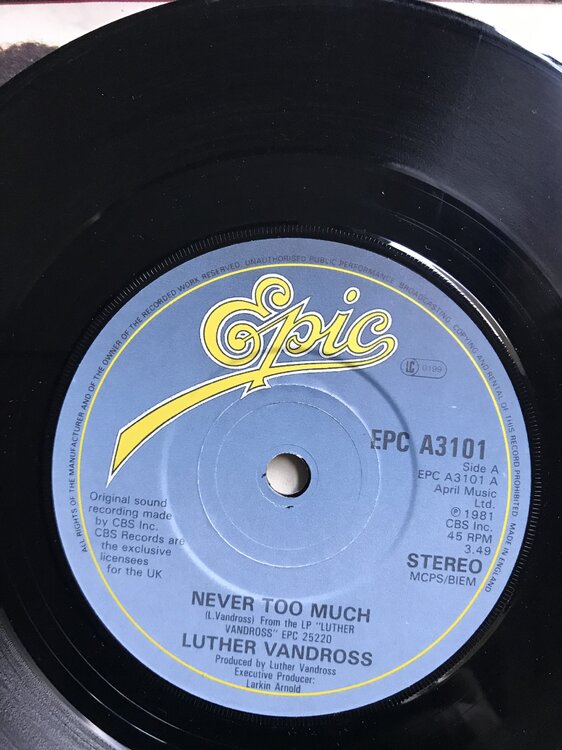 ALL RIGHTS OF THE MANUFACTURER AND OF THE OWNER OF THE RECORDED WORK RESERVED. UNAUTHORISED PUBLIC PERFORMANCE, BROADCASTING, COPYING AND RENTAL OF THIS RECORD PROHIBITED. MADE IN ENGLAND
Epic
LC 0199
EPC A3101
Side A
EPC A3101 A
April Music
Ltd.
℗ 1981
CBS Inc.
45 RPM
3.49
STEREO
MCPS/BIEM
Original sound
recording made
by CBS Inc.
CBS Records are
the exclusive
licensees
for the UK
NEVER TOO MUCH
(L.Vandross) From the LP "LUTHER
VANDROSS" EPC 25220
LUTHER VANDROSS
Produced by Luther Vandross
Executive Producer:
Larkin Arnold